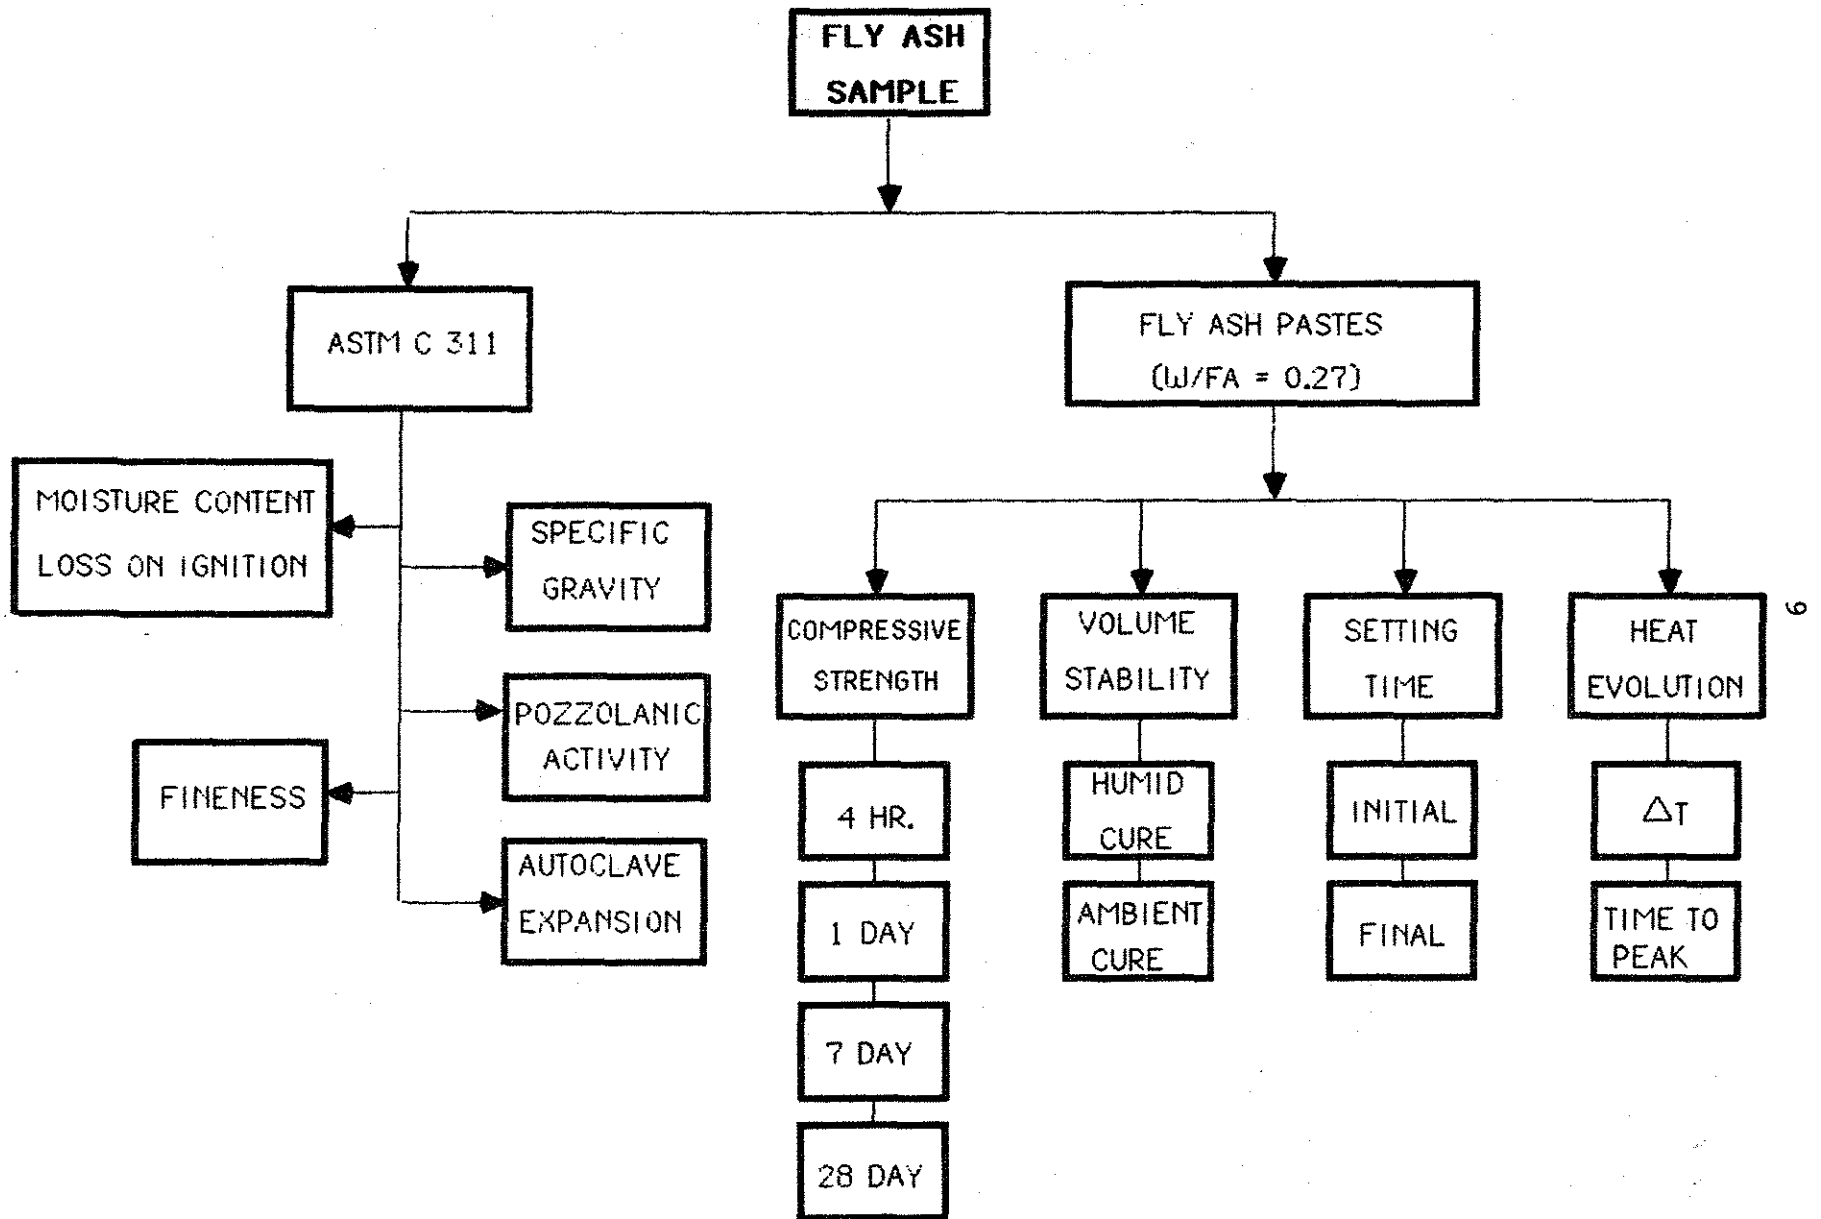 FLY ASH
SAMPLE
ASTM C 311
FLY ASH PASTES
(W/FA = 0.27)
MOISTURE CONTENT
LOSS ON IGNITION
SPECIFIC
GRAVITY
POZZOLANIC
ACTIVITY
FINENESS
AUTOCLAVE
EXPANSION
COMPRESSIVE
STRENGTH
4 HR.
1 DAY
7 DAY
28 DAY
VOLUME
STABILITY
HUMID
CURE
AMBIENT
CURE
SETTING
TIME
INITIAL
FINAL
HEAT
EVOLUTION
△T
TIME TO
PEAK
6